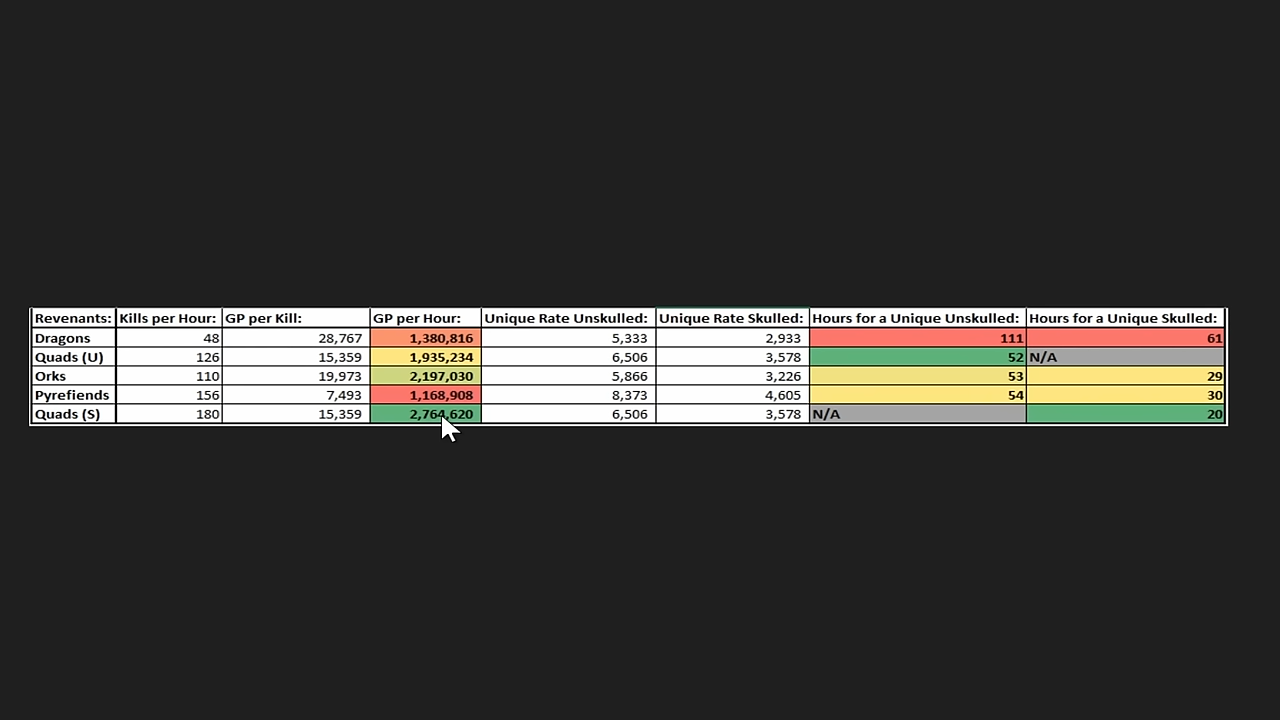 Revenants: Kills per Hour: GP per Kill: GP per Hour: Unique Rate Unskulled: Unique Rate Skulled: Hours for a Unique Unskulled: Hours for a Unique Skulled:
Dragons 48 28,767 1,380,816 5,333 2,933 111 61
Quads (U) 126 15,359 1,935,234 6,506 3,578 52 N/A
Orks 110 19,973 2,197,030 5,866 3,226 53 29
Pyrefiends 156 7,493 1,168,908 8,373 4,605 54 30
Quads (S) 180 15,359 2,764,620 6,506 3,578 N/A 20